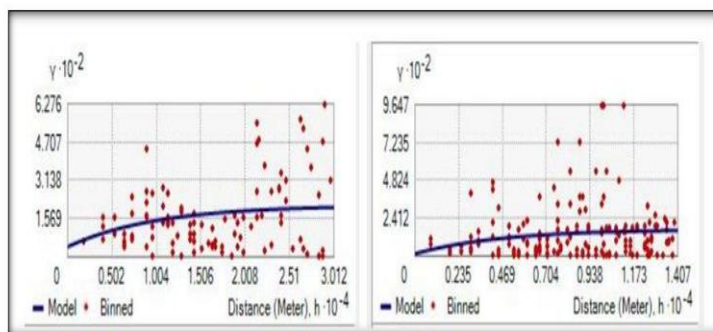 γ·10⁻²
6.276
4.707
3.138
1.569
0 0.502 1.004 1.506 2.008 2.51 3.012
Distance (Meter), h·10⁻⁴
Model Binned
γ·10⁻²
9.647
7.235
4.824
2.412
0 0.235 0.469 0.704 0.938 1.173 1.407
Distance (Meter), h·10⁻⁴
Model Binned